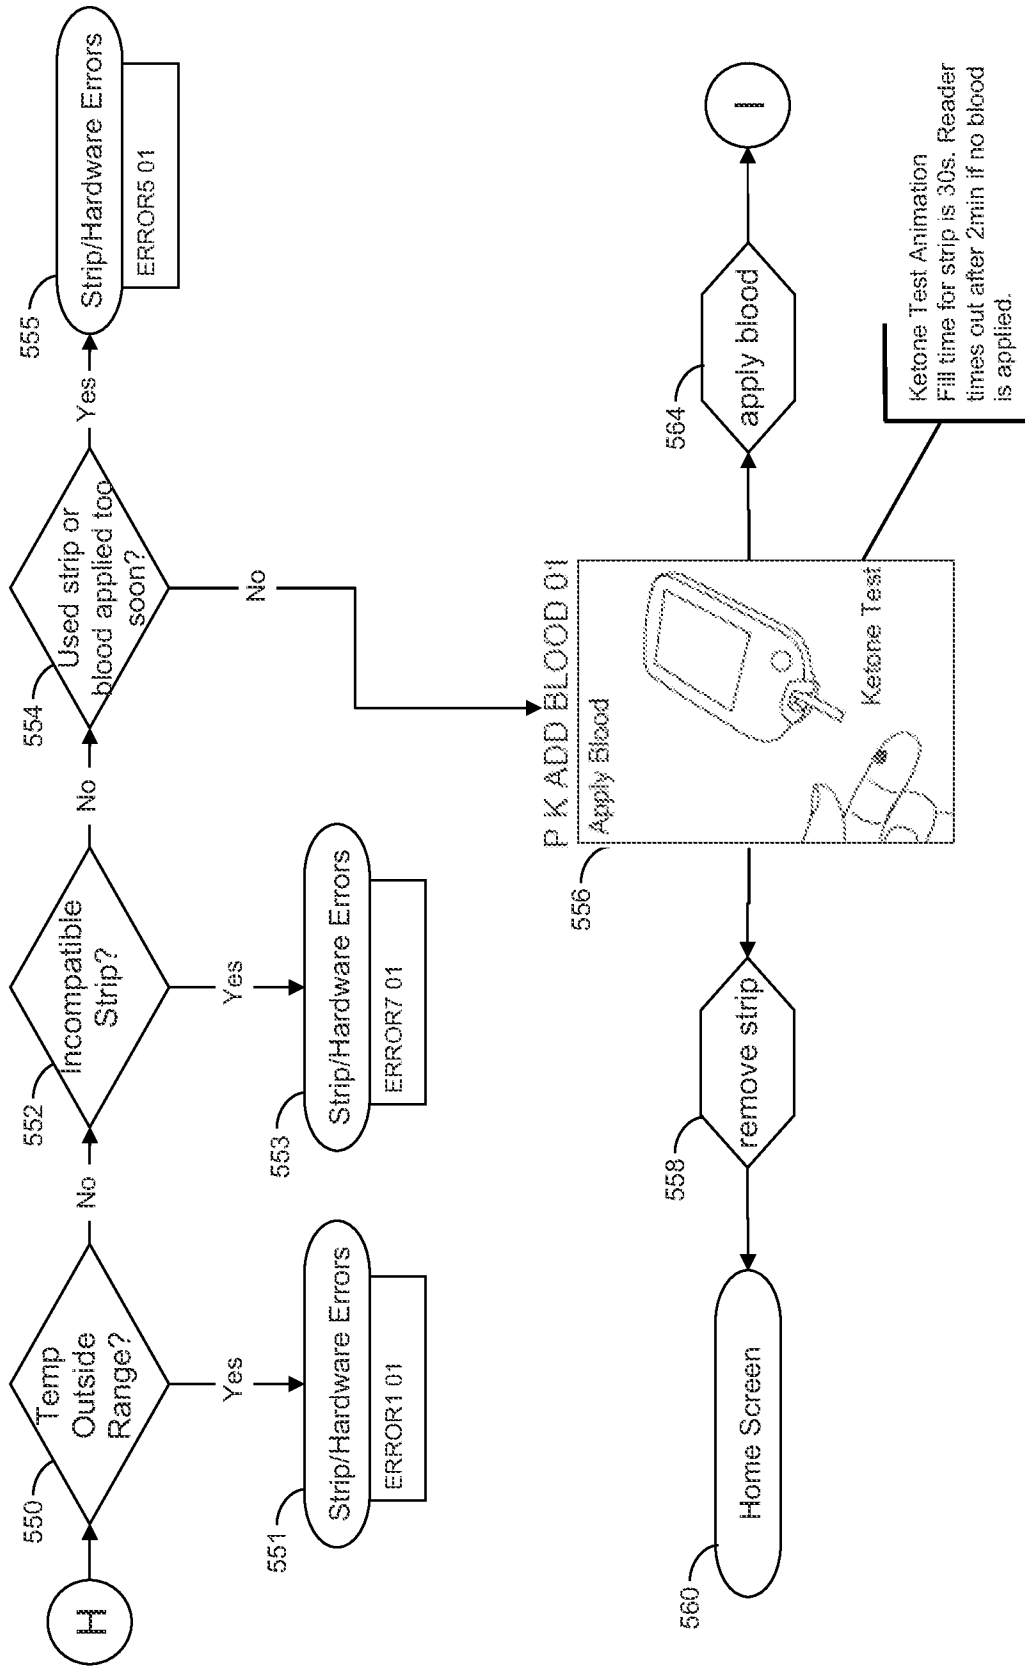 H
550
Temp
Outside
Range?
Yes
551
Strip/Hardware Errors
ERROR1 01
No
552
Incompatible
Strip?
Yes
553
Strip/Hardware Errors
ERROR7 01
No
554
Used strip or
blood applied too
soon?
Yes
555
Strip/Hardware Errors
ERROR5 01
No
556
P K ADD BLOOD 01
Apply Blood
Ketone Test
558
remove strip
560
Home Screen
564
apply blood
I
Ketone Test Animation
Fill time for strip is 30s. Reader
times out after 2min if no blood
is applied.